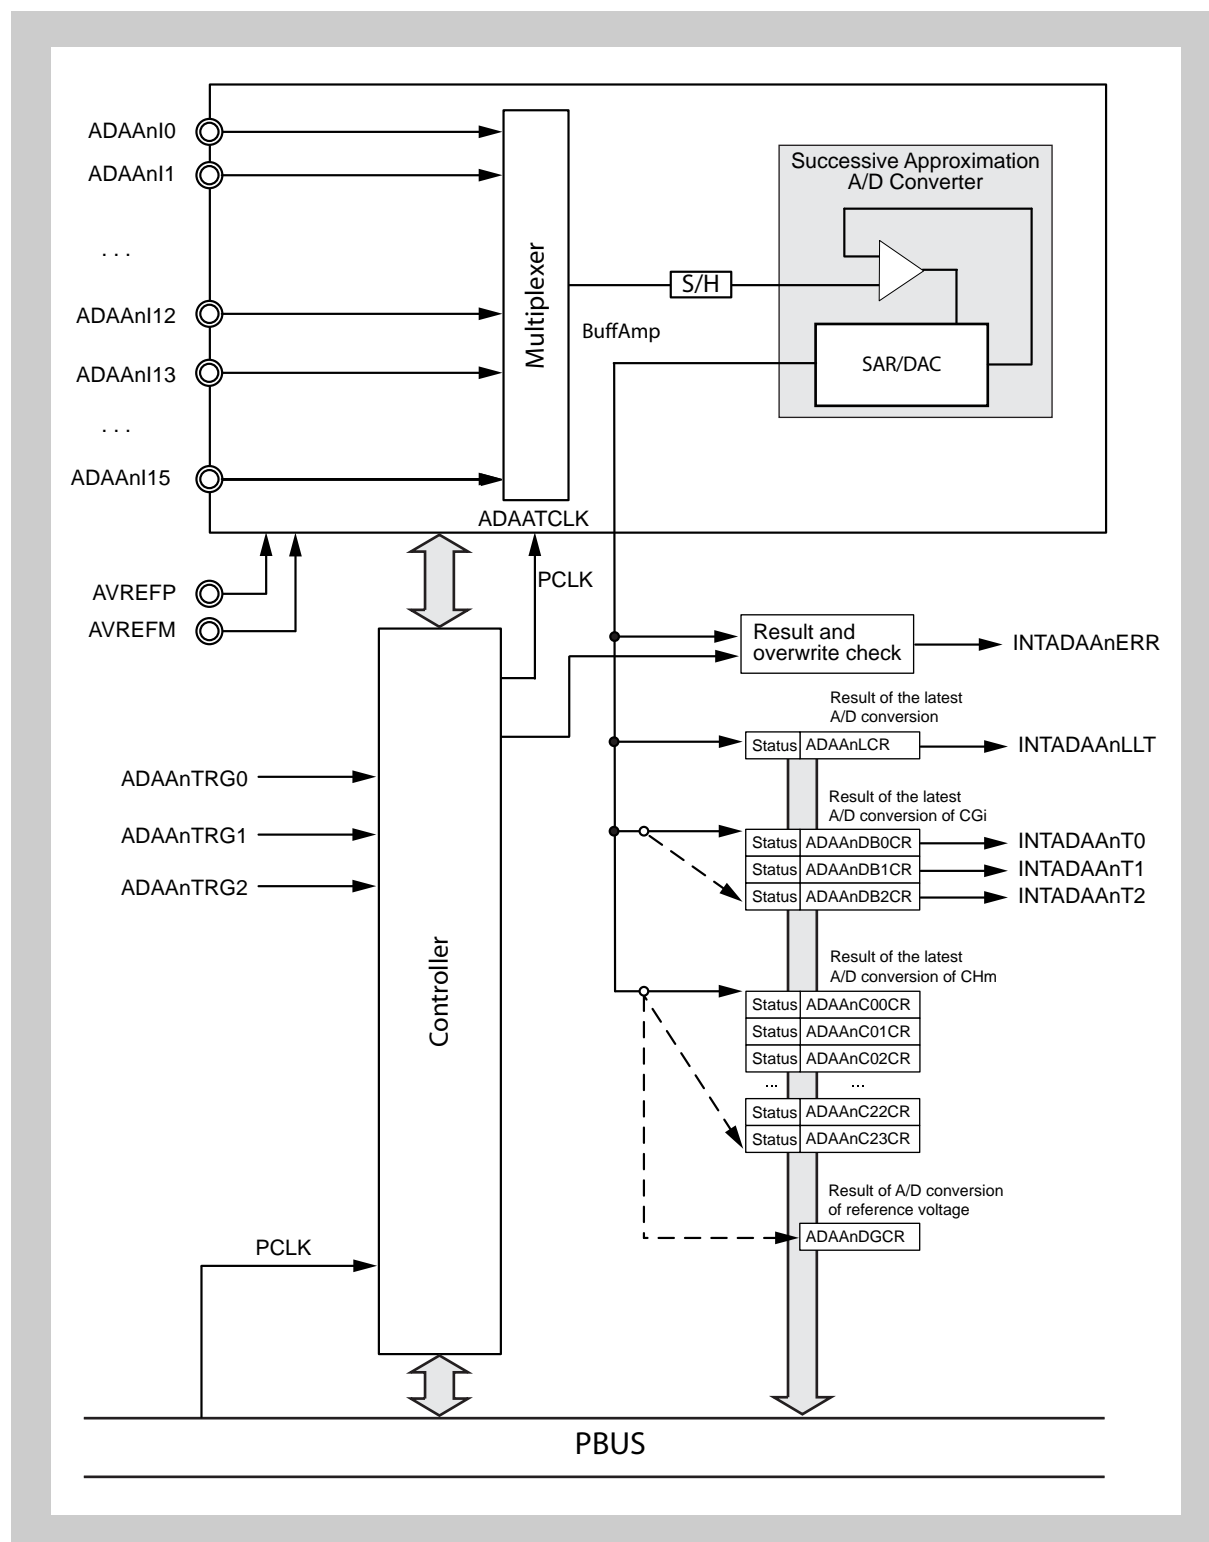 ADAAnI0
ADAAnI1
. . .
ADAAnI12
ADAAnI13
. . .
ADAAnI15
Multiplexer
BuffAmp
S/H
Successive Approximation
A/D Converter
SAR/DAC
ADAATCLK
PCLK
AVREFP
AVREFM
Result and
overwrite check
INTADAAnERR
Result of the latest
A/D conversion
Status ADAAnLCR
INTADAAnLLT
ADAAnTRG0
ADAAnTRG1
ADAAnTRG2
Controller
Result of the latest
A/D conversion of CGi
Status ADAAnDB0CR
INTADAAnT0
Status ADAAnDB1CR
INTADAAnT1
Status ADAAnDB2CR
INTADAAnT2
Result of the latest
A/D conversion of CHm
Status ADAAnC00CR
Status ADAAnC01CR
Status ADAAnC02CR
... ...
Status ADAAnC22CR
Status ADAAnC23CR
Result of A/D conversion
of reference voltage
ADAAnDGCR
PCLK
PBUS